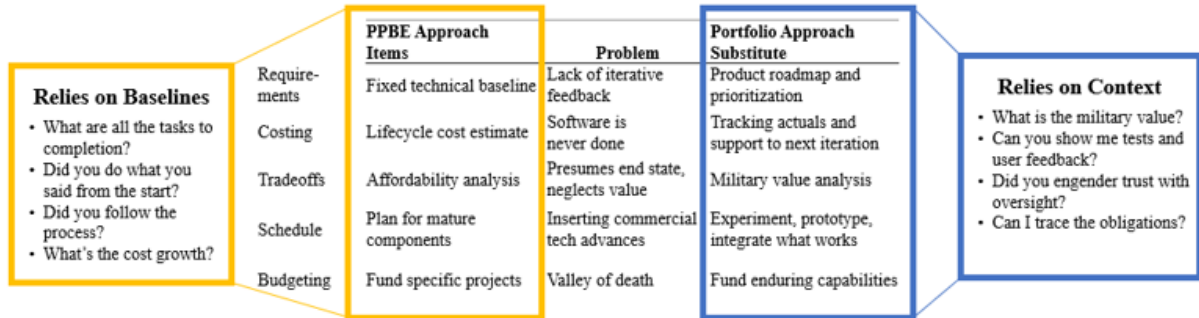 Relies on Baselines
• What are all the tasks to
completion?
• Did you do what you
said from the start?
• Did you follow the
process?
• What's the cost growth?
PPBE Approach
Items
Problem
Portfolio Approach
Substitute
Require-
ments
Fixed technical baseline
Lack of iterative
feedback
Product roadmap and
prioritization
Costing
Lifecycle cost estimate
Software is
never done
Tracking actuals and
support to next iteration
Tradeoffs
Affordability analysis
Presumes end state,
neglects value
Military value analysis
Schedule
Plan for mature
components
Inserting commercial
tech advances
Experiment, prototype,
integrate what works
Budgeting
Fund specific projects
Valley of death
Fund enduring capabilities
Relies on Context
• What is the military value?
• Can you show me tests and
user feedback?
• Did you engender trust with
oversight?
• Can I trace the obligations?